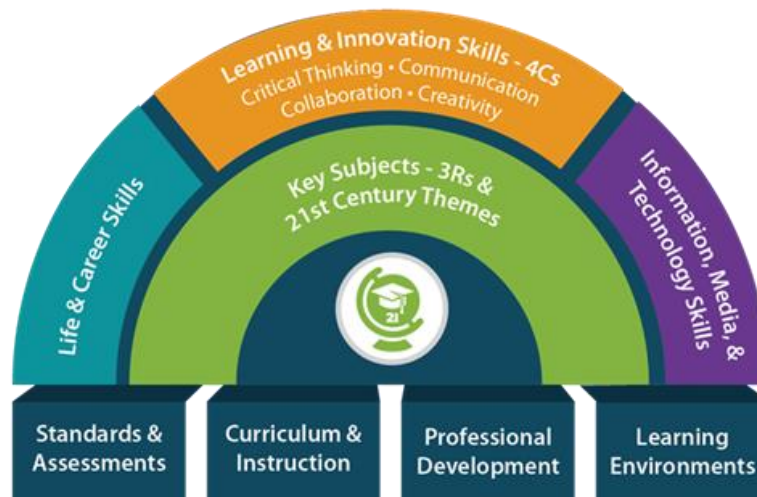 Learning & Innovation Skills - 4Cs
Critical Thinking • Communication
Collaboration • Creativity
Life & Career Skills
Key Subjects - 3Rs &
21st Century Themes
Information, Media, &
Technology Skills
21
Standards &
Assessments
Curriculum &
Instruction
Professional
Development
Learning
Environments